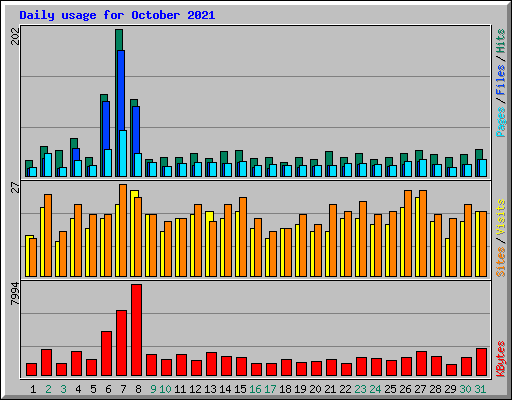 Daily usage for October 2021
202
27
7994
Pages / Files / Hits
Sites / Visits
KBytes
1 2 3 4 5 6 7 8 9 10 11 12 13 14 15 16 17 18 19 20 21 22 23 24 25 26 27 28 29 30 31